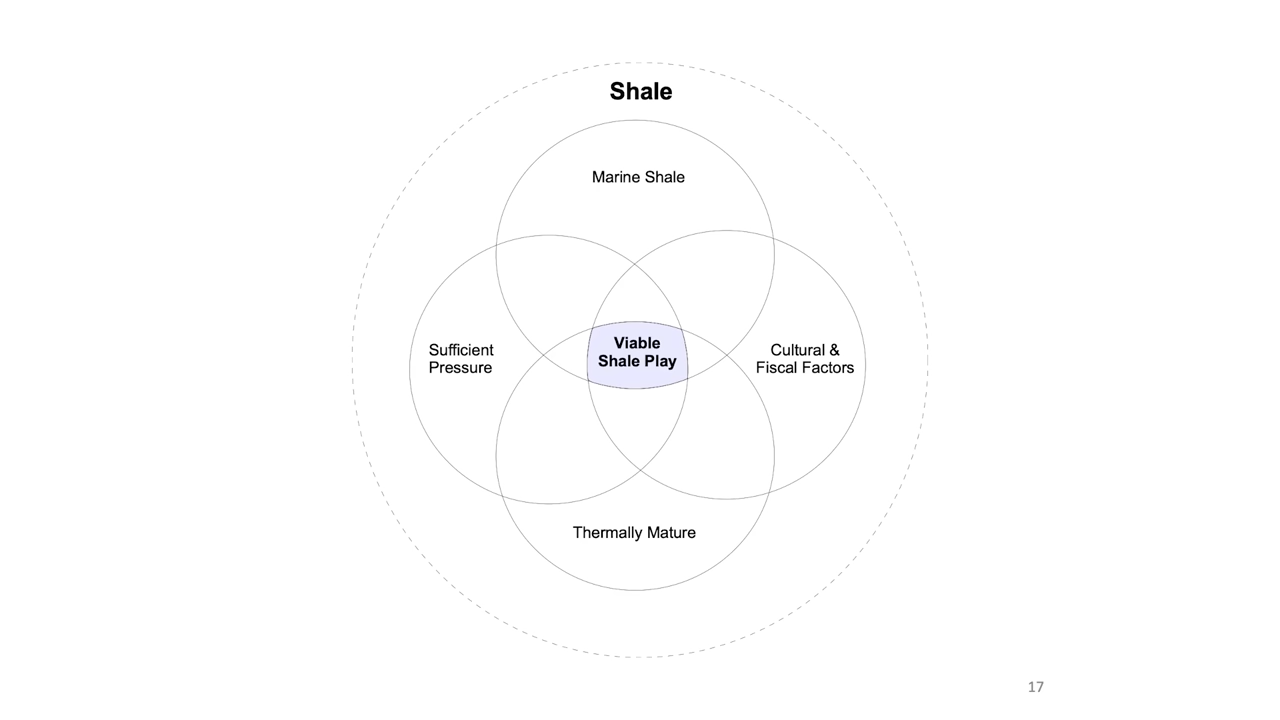 Shale
Marine Shale
Sufficient
Pressure
Viable
Shale Play
Cultural &
Fiscal Factors
Thermally Mature
17